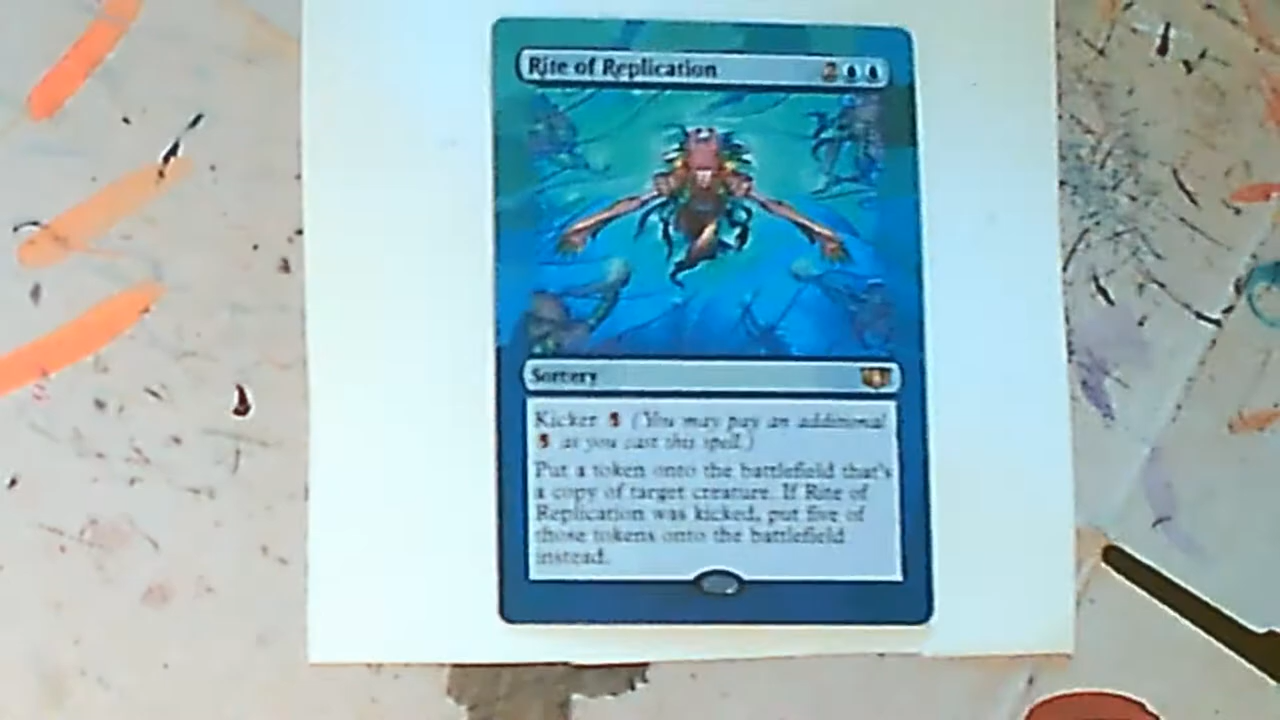 Rite of Replication 2
Sorcery
Kicker 5 (You may pay an additional
5 as you cast this spell.)
Put a token onto the battlefield that's
a copy of target creature. If Rite of
Replication was kicked, put five of
those tokens onto the battlefield
instead.